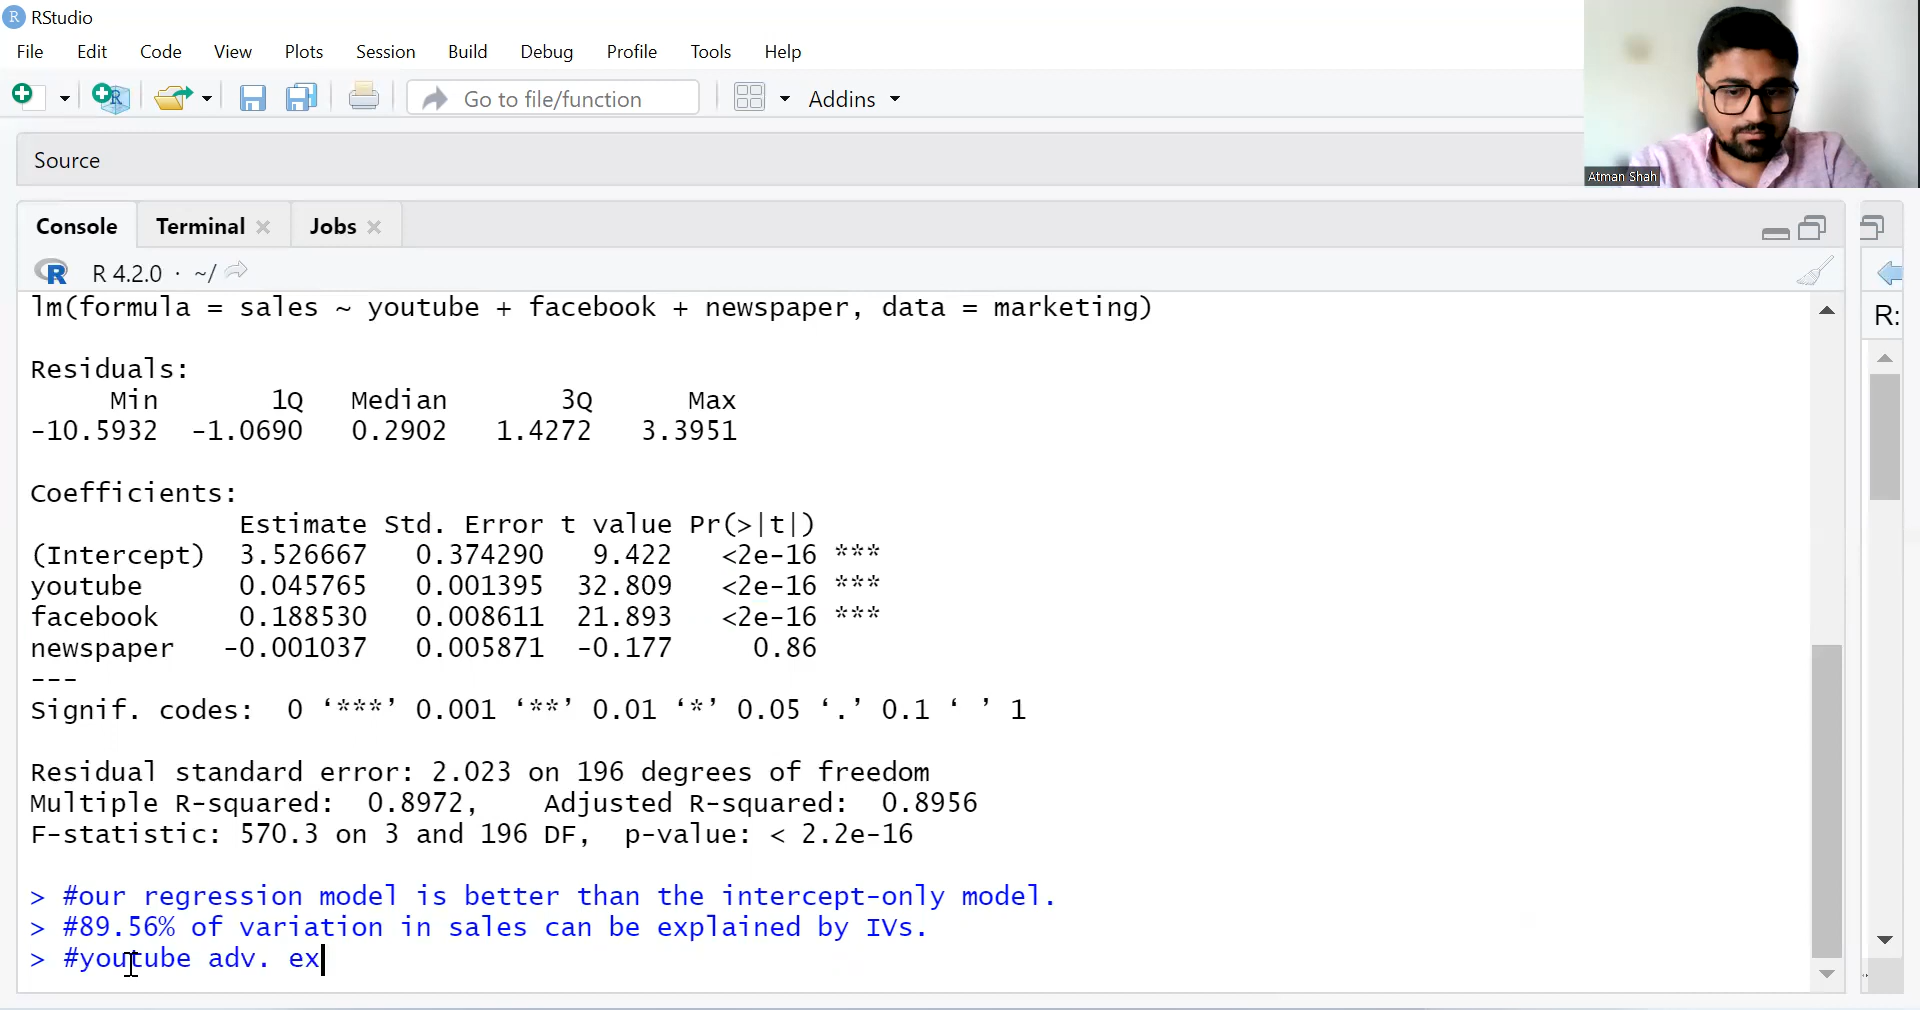 RStudio
File Edit Code View Plots Session Build Debug Profile Tools Help
Go to file/function Addins
Atman Shah
Source
Console Terminal Jobs
R 4.2.0 · ~/
R:
lm(formula = sales ~ youtube + facebook + newspaper, data = marketing)
Residuals:
Min 1Q Median 3Q Max
-10.5932 -1.0690 0.2902 1.4272 3.3951
Coefficients:
Estimate Std. Error t value Pr(>|t|)
(Intercept) 3.526667 0.374290 9.422 <2e-16 ***
youtube 0.045765 0.001395 32.809 <2e-16 ***
facebook 0.188530 0.008611 21.893 <2e-16 ***
newspaper -0.001037 0.005871 -0.177 0.86
---
Signif. codes: 0 ‘***’ 0.001 ‘**’ 0.01 ‘*’ 0.05 ‘.’ 0.1 ‘ ’ 1
Residual standard error: 2.023 on 196 degrees of freedom
Multiple R-squared: 0.8972, Adjusted R-squared: 0.8956
F-statistic: 570.3 on 3 and 196 DF, p-value: < 2.2e-16
> #our regression model is better than the intercept-only model.
> #89.56% of variation in sales can be explained by IVs.
> #youtube adv. ex